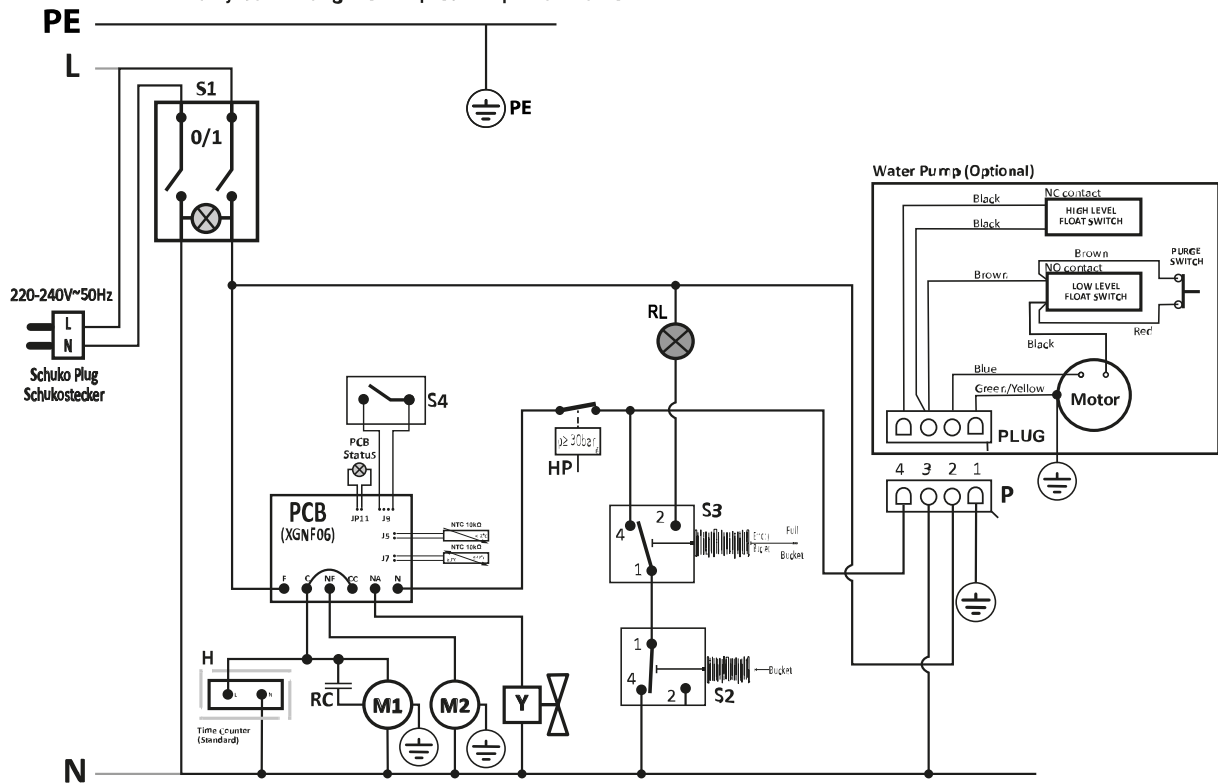 PE
L
S1
0/1
PE
220-240V~50Hz
L
N
Schuko Plug
Schukostecker
Water Pump (Optional)
NC contact
Black
HIGH LEVEL
FLOAT SWITCH
Black
Brown
PURGE
SWITCH
Brown
NO contact
LOW LEVEL
FLOAT SWITCH
Red
Black
Blue
Green/Yellow
Motor
PLUG
4 3 2 1
P
RL
S4
PCB
Status
HP
PCB
(XGNF06)
JP11 J9
J5
NTC 10kΩ
J7
NTC 10kΩ
F C NF CC NA N
S3
4 2
1
Full
Bucket
1
4 2
S2
Bucket
H
L N
Time Counter
(Standard)
RC
M1
M2
Y
N